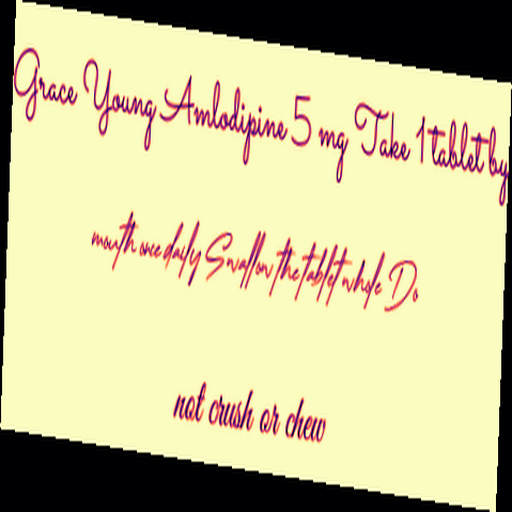 Grace Young Amlodipine 5 mg Take 1 tablet by
mouth once daily Swallow the tablet whole Do
not crush or chew